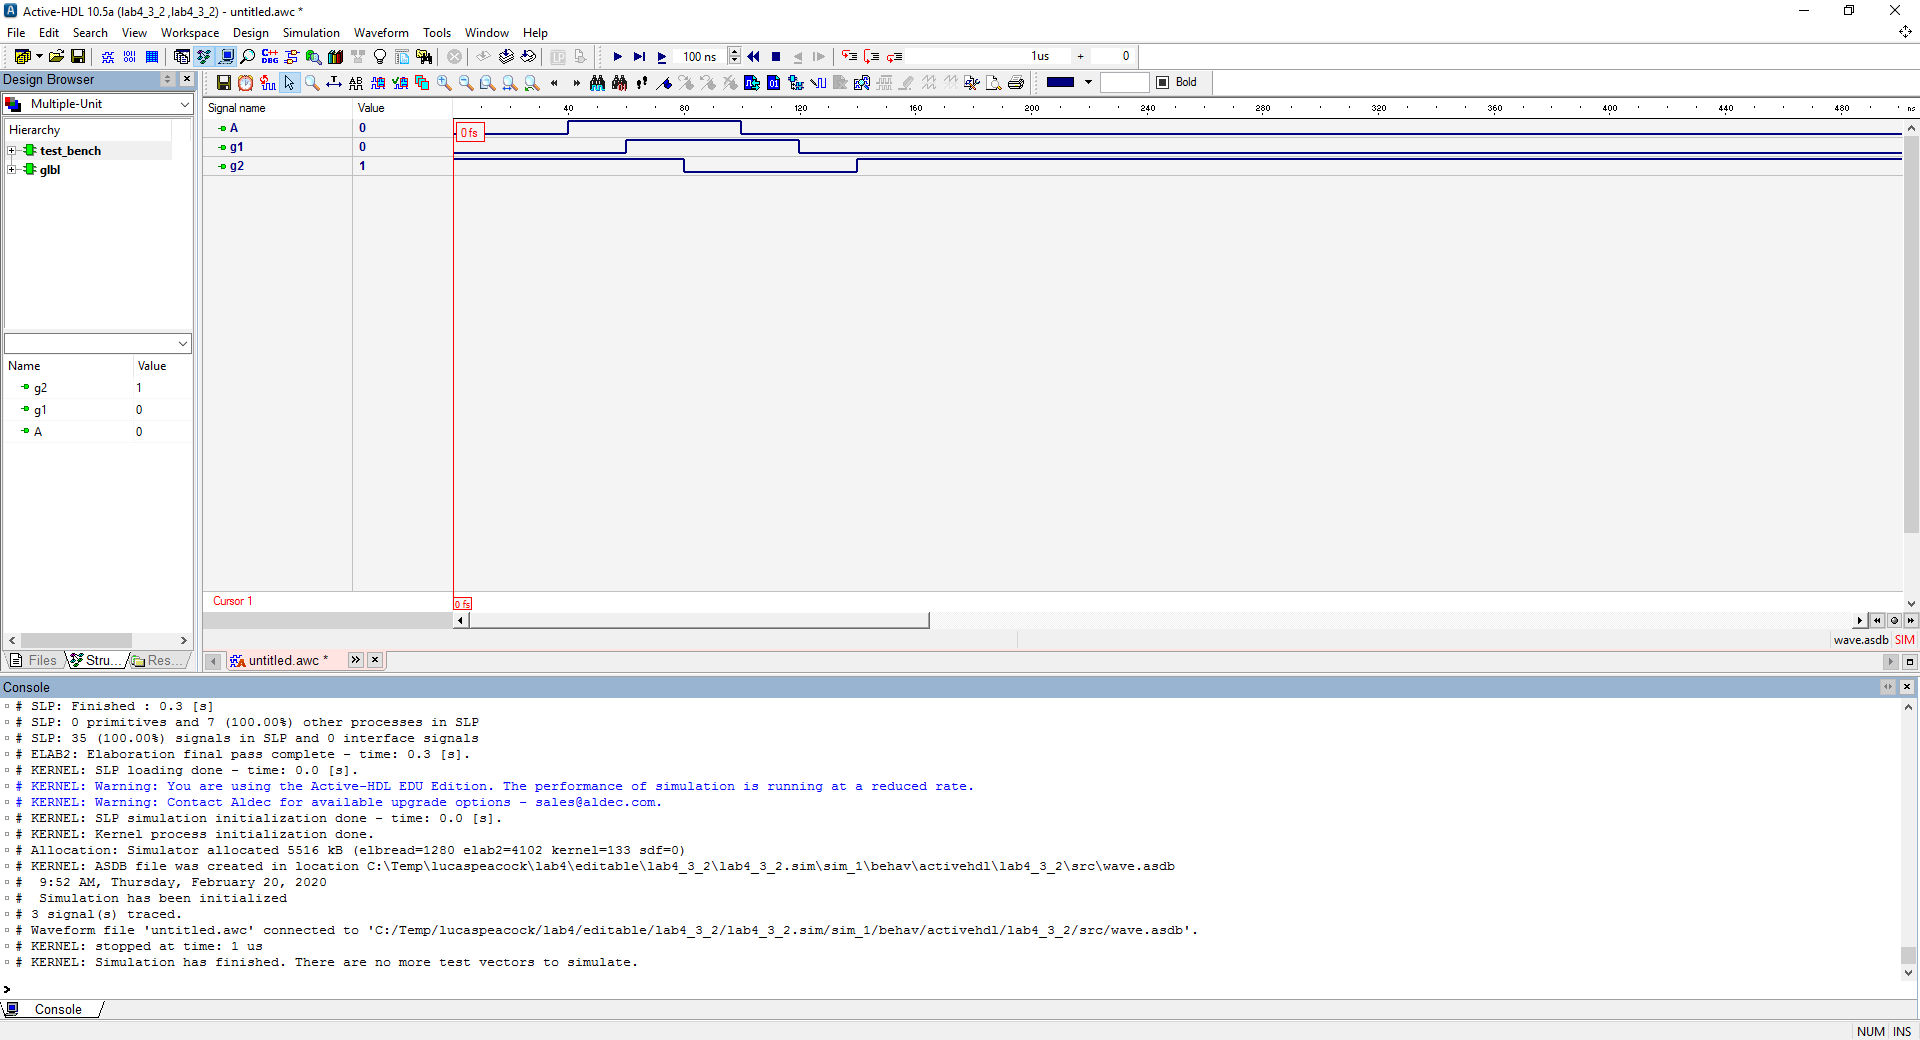 Active-HDL 10.5a (lab4_3_2 ,lab4_3_2) - untitled.awc *
File Edit Search View Workspace Design Simulation Waveform Tools Window Help
100 ns 1us + 0
Design Browser
Bold
Multiple-Unit
Signal name Value 40 80 120 160 200 240 280 320 360 400 440 480 ns
Hierarchy
test_bench
glbl
A 0 0 fs
g1 0
g2 1
Name Value
g2 1
g1 0
A 0
Cursor 1 0 fs
wave.asdb SIM
Files Stru... Res...
untitled.awc *
Console
# SLP: Finished : 0.3 [s]
# SLP: 0 primitives and 7 (100.00%) other processes in SLP
# SLP: 35 (100.00%) signals in SLP and 0 interface signals
# ELAB2: Elaboration final pass complete - time: 0.3 [s].
# KERNEL: SLP loading done - time: 0.0 [s].
# KERNEL: Warning: You are using the Active-HDL EDU Edition. The performance of simulation is running at a reduced rate.
# KERNEL: Warning: Contact Aldec for available upgrade options - sales@aldec.com.
# KERNEL: SLP simulation initialization done - time: 0.0 [s].
# KERNEL: Kernel process initialization done.
# Allocation: Simulator allocated 5516 kB (elbread=1280 elab2=4102 kernel=133 sdf=0)
# KERNEL: ASDB file was created in location C:\Temp\lucaspeacock\lab4\editable\lab4_3_2\lab4_3_2.sim\sim_1\behav\activehdl\lab4_3_2\src\wave.asdb
# 9:52 AM, Thursday, February 20, 2020
# Simulation has been initialized
# 3 signal(s) traced.
# Waveform file 'untitled.awc' connected to 'C:/Temp/lucaspeacock/lab4/editable/lab4_3_2/lab4_3_2.sim/sim_1/behav/activehdl/lab4_3_2/src/wave.asdb'.
# KERNEL: stopped at time: 1 us
# KERNEL: Simulation has finished. There are no more test vectors to simulate.
>
Console
NUM INS